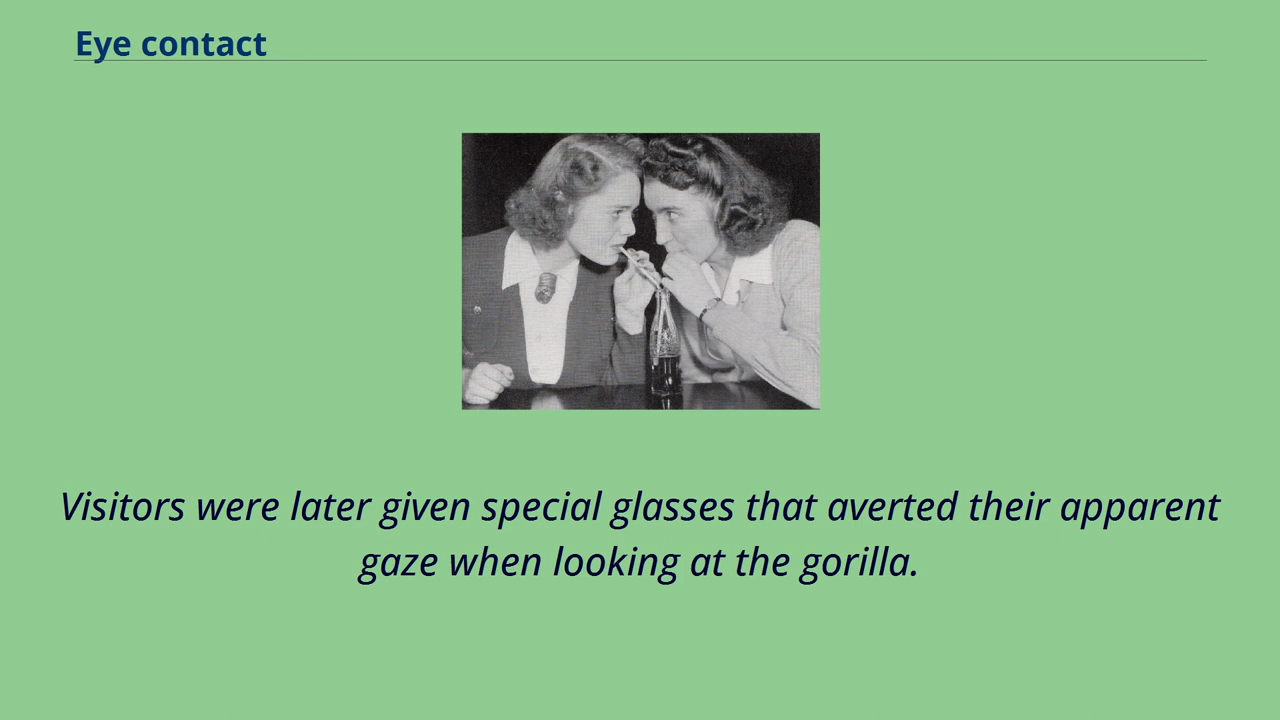 Eye contact
Visitors were later given special glasses that averted their apparent
gaze when looking at the gorilla.